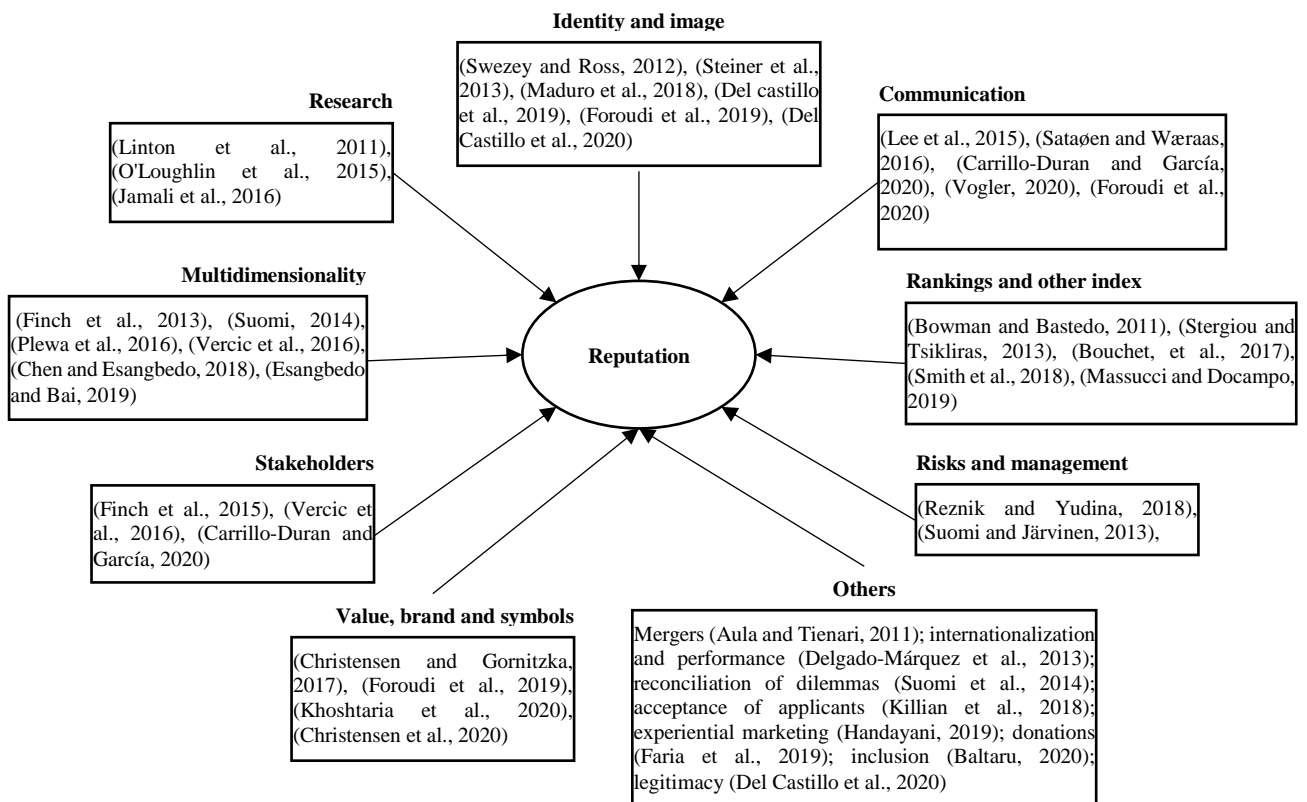 Identity and image
(Swezey and Ross, 2012), (Steiner et al.,
2013), (Maduro et al., 2018), (Del castillo
et al., 2019), (Foroudi et al., 2019), (Del
Castillo et al., 2020)
Research
(Linton et al., 2011),
(O'Loughlin et al., 2015),
(Jamali et al., 2016)
Communication
(Lee et al., 2015), (Sataøen and Wæraas,
2016), (Carrillo-Duran and García,
2020), (Vogler, 2020), (Foroudi et al.,
2020)
Multidimensionality
(Finch et al., 2013), (Suomi, 2014),
(Plewa et al., 2016), (Vercic et al., 2016),
(Chen and Esangbedo, 2018), (Esangbedo
and Bai, 2019)
Reputation
Rankings and other index
(Bowman and Bastedo, 2011), (Stergiou and
Tsikliras, 2013), (Bouchet, et al., 2017),
(Smith et al., 2018), (Massucci and Docampo,
2019)
Stakeholders
(Finch et al., 2015), (Vercic et
al., 2016), (Carrillo-Duran and
García, 2020)
Risks and management
(Reznik and Yudina, 2018),
(Suomi and Järvinen, 2013),
Value, brand and symbols
(Christensen and Gornitzka,
2017), (Foroudi et al., 2019),
(Khoshtaria et al., 2020),
(Christensen et al., 2020)
Others
Mergers (Aula and Tienari, 2011); internationalization
and performance (Delgado-Márquez et al., 2013);
reconciliation of dilemmas (Suomi et al., 2014);
acceptance of applicants (Killian et al., 2018);
experiential marketing (Handayani, 2019); donations
(Faria et al., 2019); inclusion (Baltaru, 2020);
legitimacy (Del Castillo et al., 2020)